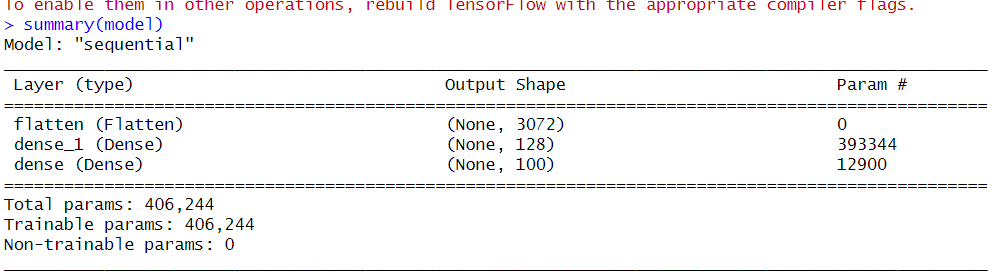 To enable them in other operations, rebuild TensorFlow with the appropriate compiler flags.
> summary(model)
Model: "sequential"
Layer (type) Output Shape Param #
flatten (Flatten) (None, 3072) 0
dense_1 (Dense) (None, 128) 393344
dense (Dense) (None, 100) 12900
Total params: 406,244
Trainable params: 406,244
Non-trainable params: 0